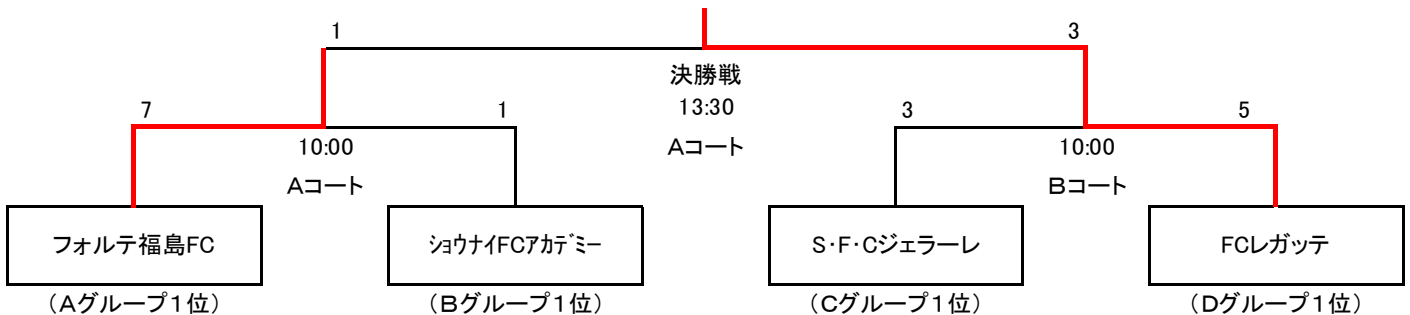 1
3
決勝戦
13:30
Aコート
7
1
3
5
10:00
10:00
Aコート
Bコート
フォルテ福島FC
ｼｮｳﾅｲFCｱｶﾃﾞﾐｰ
S・F・Cジェラーレ
FCレガッテ
（Aグループ１位）
（Bグループ１位）
（Cグループ１位）
（Dグループ１位）